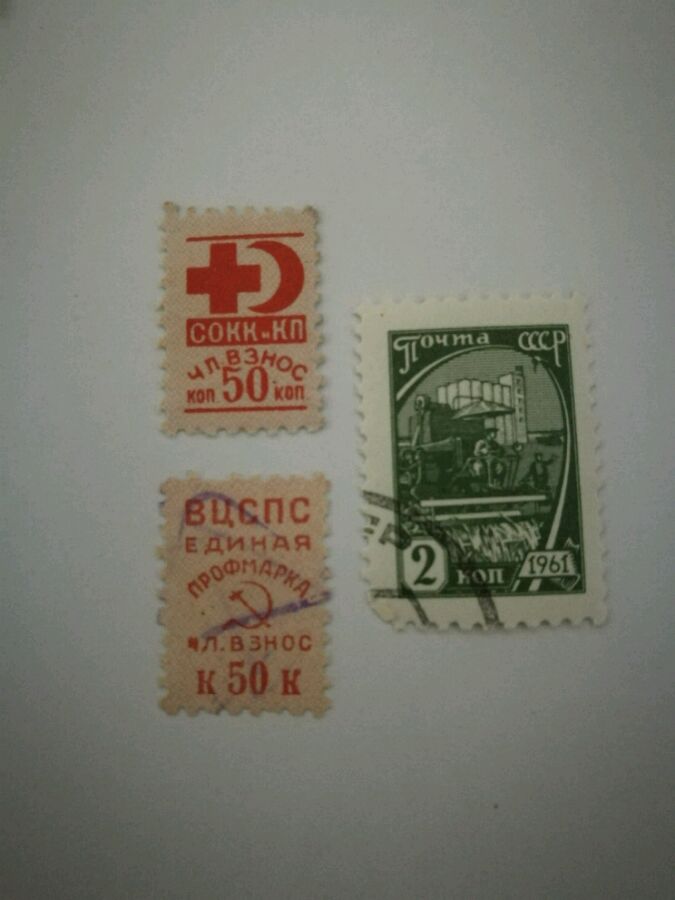 СОКК и КП
ЧЛ. ВЗНОС
КОП 50 КОП
ВЦСПС
ЕДИНАЯ
ПРОФМАРКА
ЧЛ. ВЗНОС
К 50 К
Почта СССР
2 КОП 1961